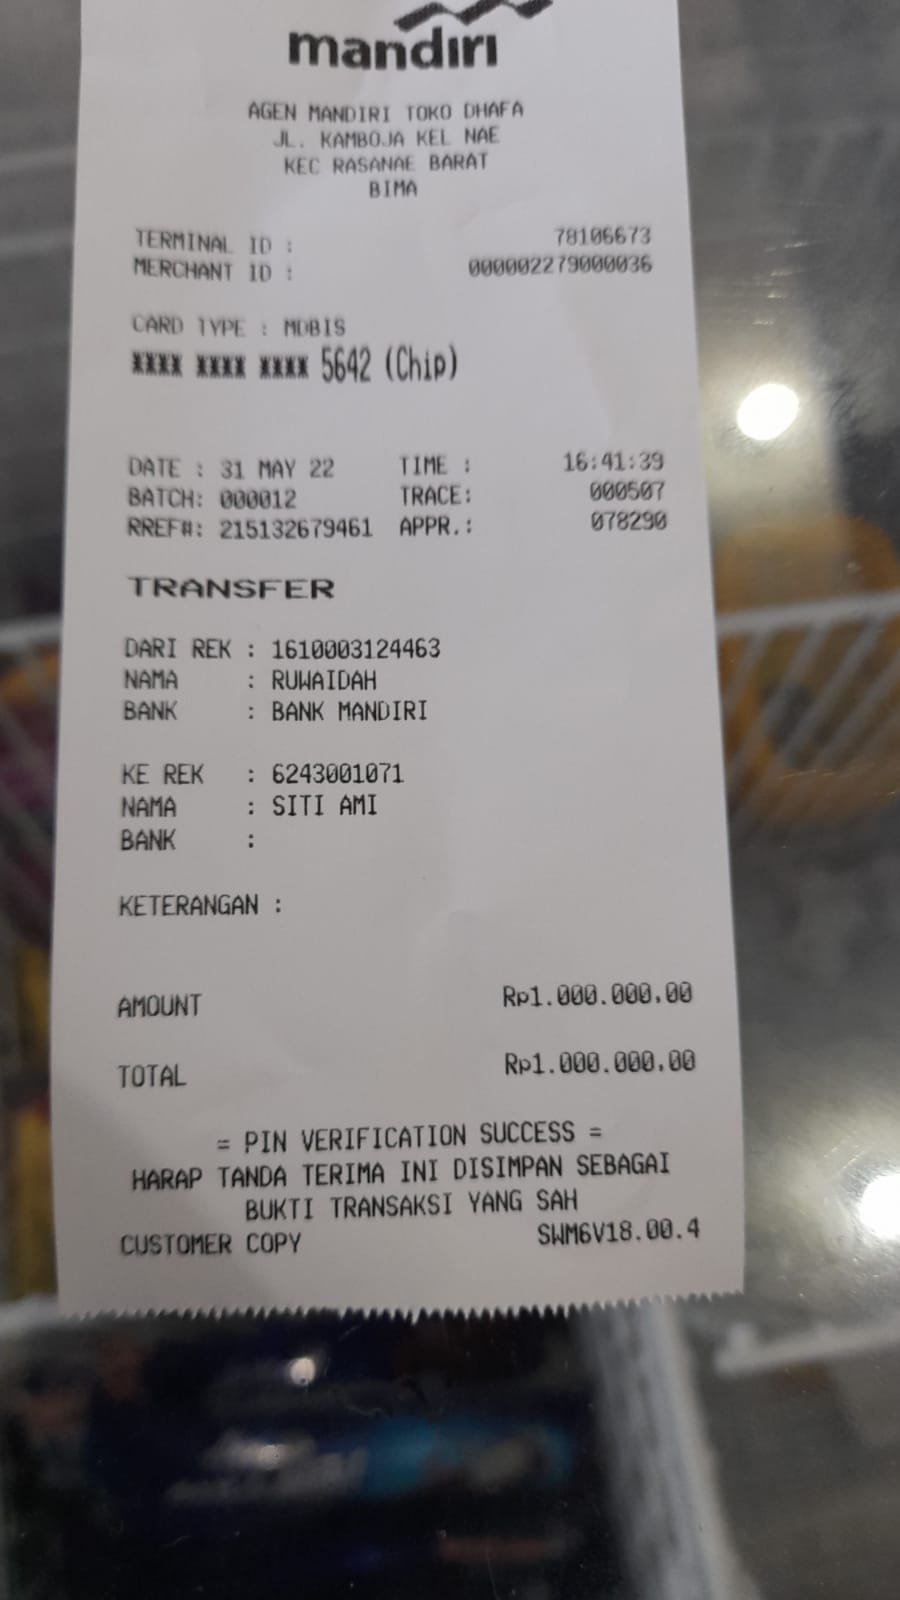 mandiri
AGEN MANDIRI TOKO DHAFA
JL. KAMBOJA KEL NAE
KEC RASANAE BARAT
BIMA
TERMINAL ID : 78106673
MERCHANT ID : 000002279000036
CARD TYPE : MDBIS
**** **** **** 5642 (Chip)
DATE : 31 MAY 22 TIME : 16:41:39
BATCH: 000012 TRACE: 000507
RREF#: 215132679461 APPR.: 078290
TRANSFER
DARI REK : 1610003124463
NAMA : RUWAIDAH
BANK : BANK MANDIRI
KE REK : 6243001071
NAMA : SITI AMI
BANK :
KETERANGAN :
AMOUNT Rp1.000.000,00
TOTAL Rp1.000.000,00
= PIN VERIFICATION SUCCESS =
HARAP TANDA TERIMA INI DISIMPAN SEBAGAI
BUKTI TRANSAKSI YANG SAH
CUSTOMER COPY SWM6V18.00.4